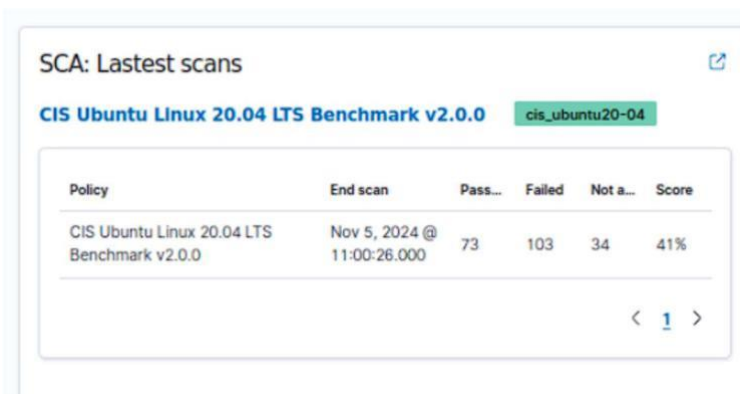 SCA: Lastest scans
CIS Ubuntu Linux 20.04 LTS Benchmark v2.0.0 cis_ubuntu20-04
Policy End scan Pass... Failed Not a... Score
CIS Ubuntu Linux 20.04 LTS Nov 5, 2024 @
Benchmark v2.0.0 11:00:26.000 73 103 34 41%
1